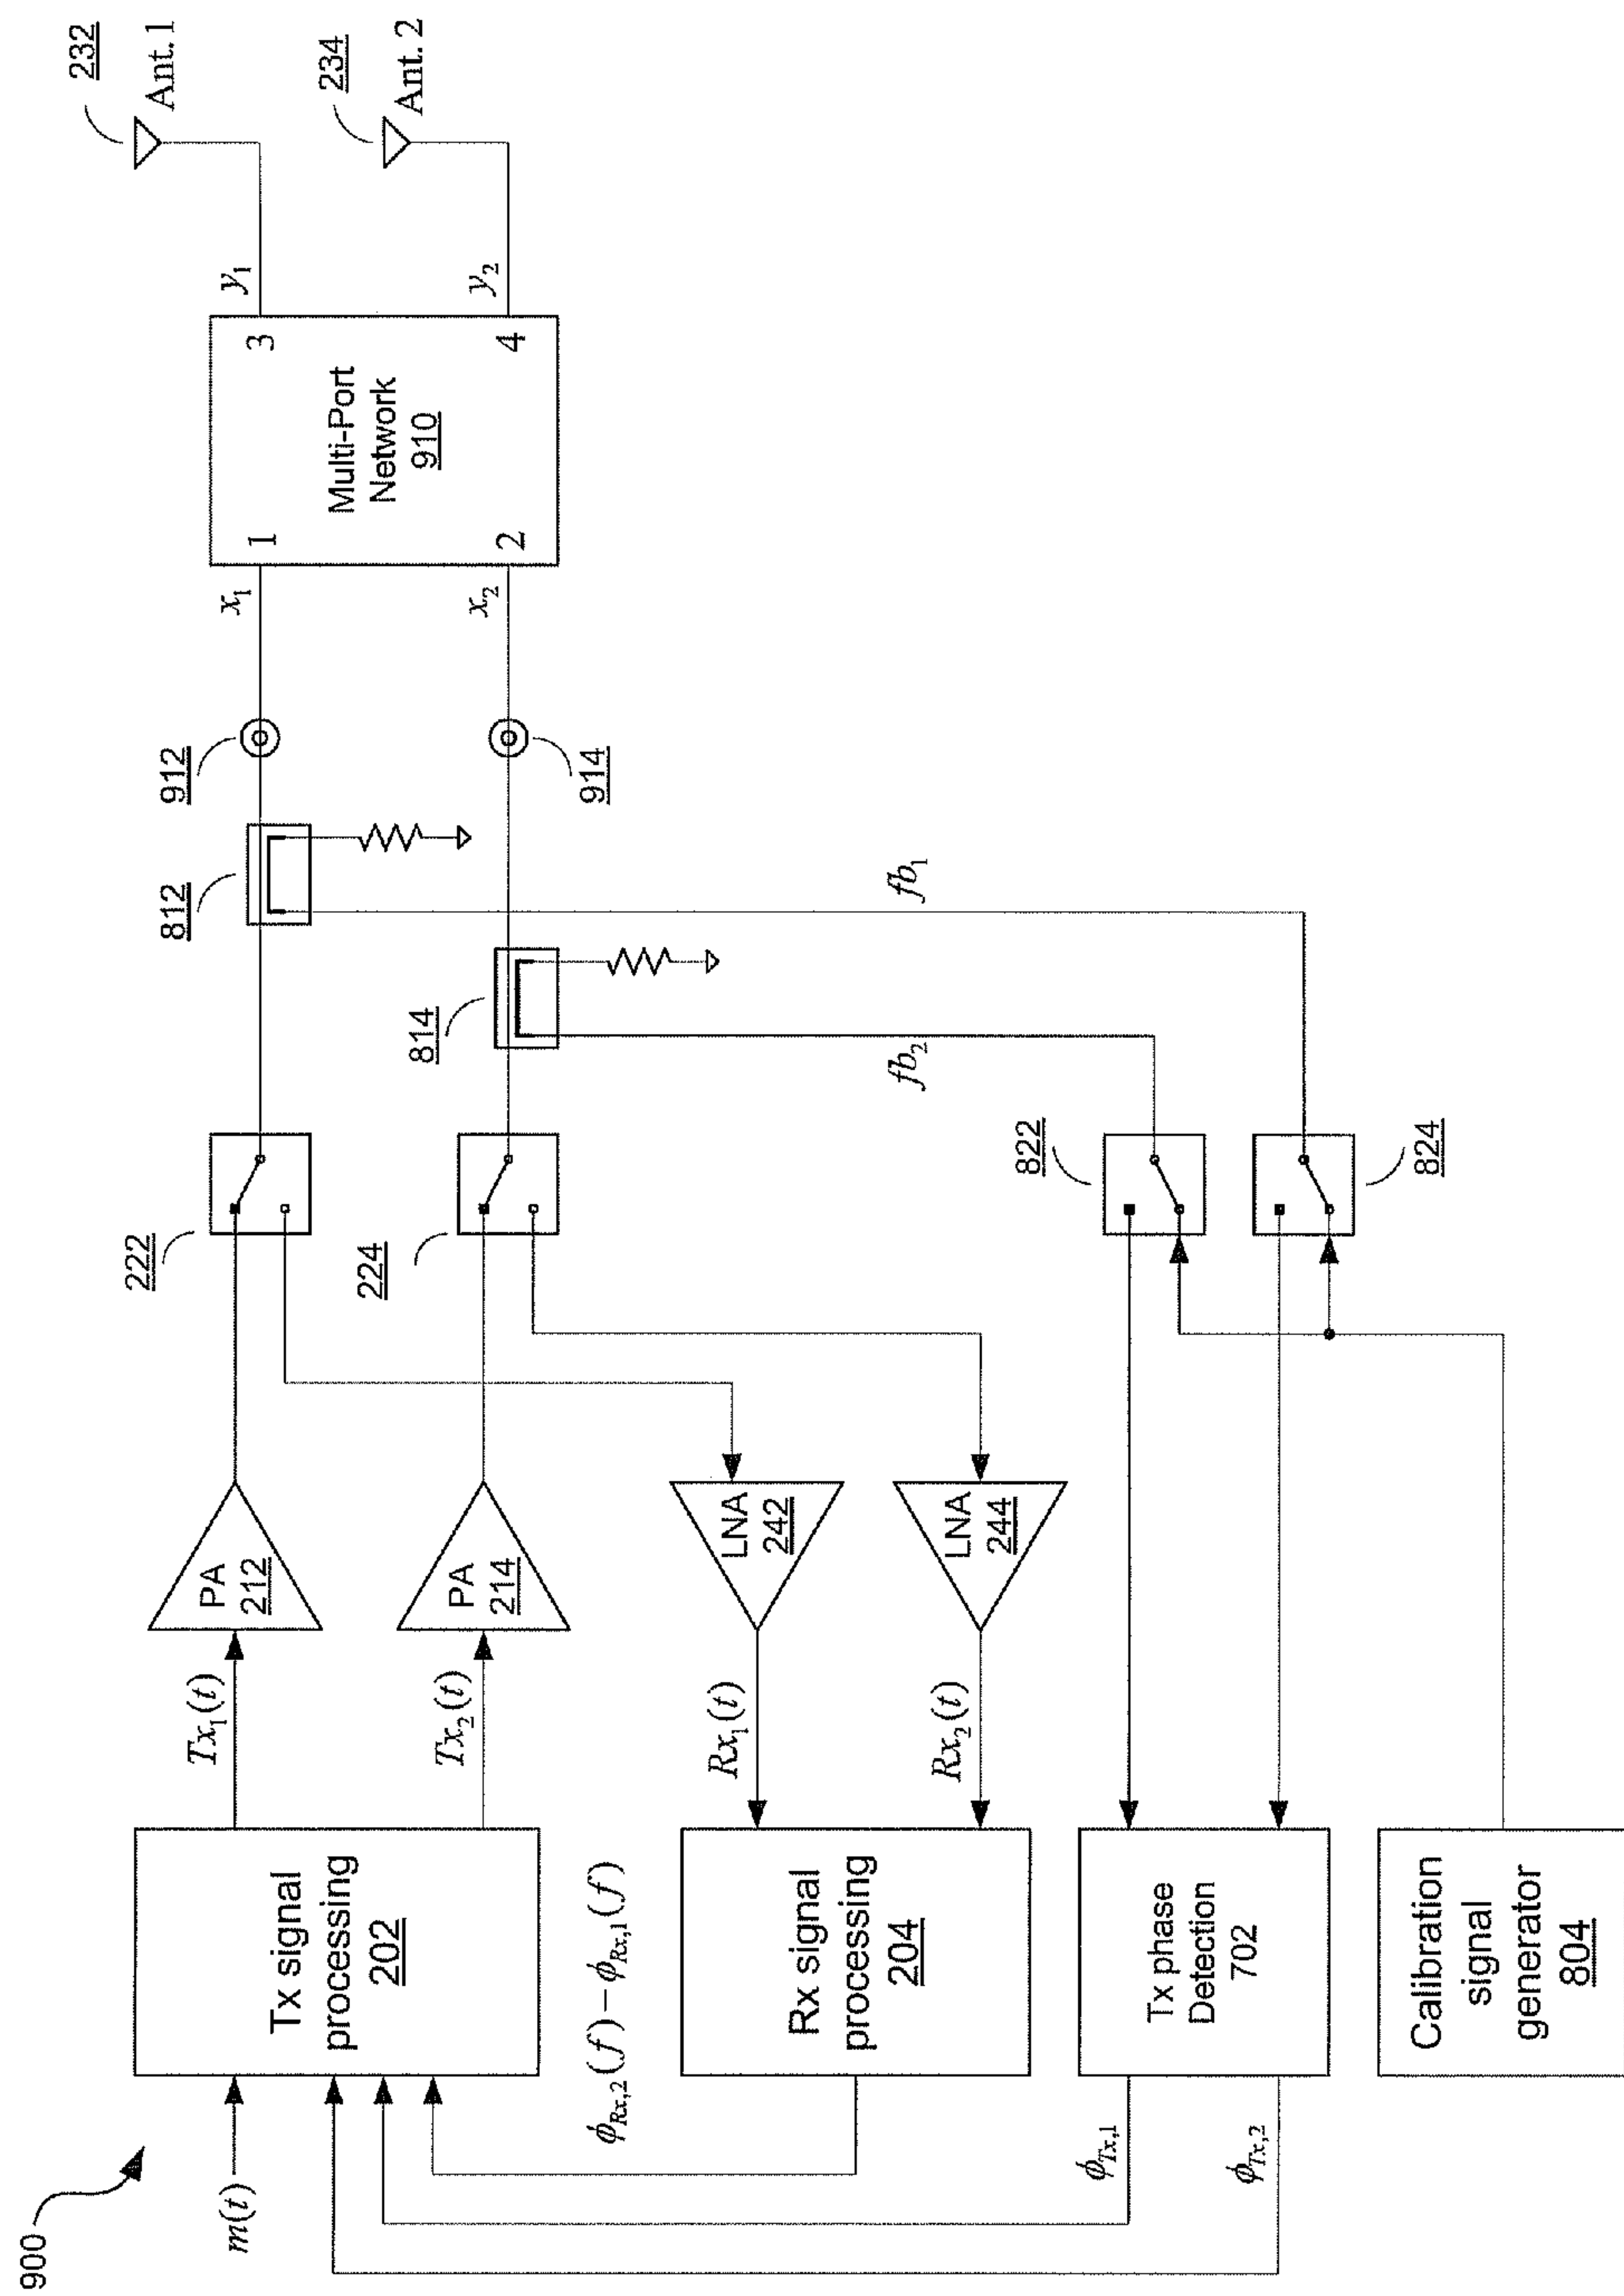 900
m(t)
Tx signal
processing
202
Tx₁(t)
Tx₂(t)
PA
212
PA
214
222
224
812
814
912
914
x₁
x₂
1
2
3
4
Multi-Port
Network
910
y₁
y₂
232
Ant. 1
234
Ant. 2
ϕRx,2(f) − ϕRx,1(f)
Rx signal
processing
204
Rx₁(t)
Rx₂(t)
LNA
242
LNA
244
fb₁
fb₂
822
824
ϕTx,1
ϕTx,2
Tx phase
Detection
702
Calibration
signal
generator
804